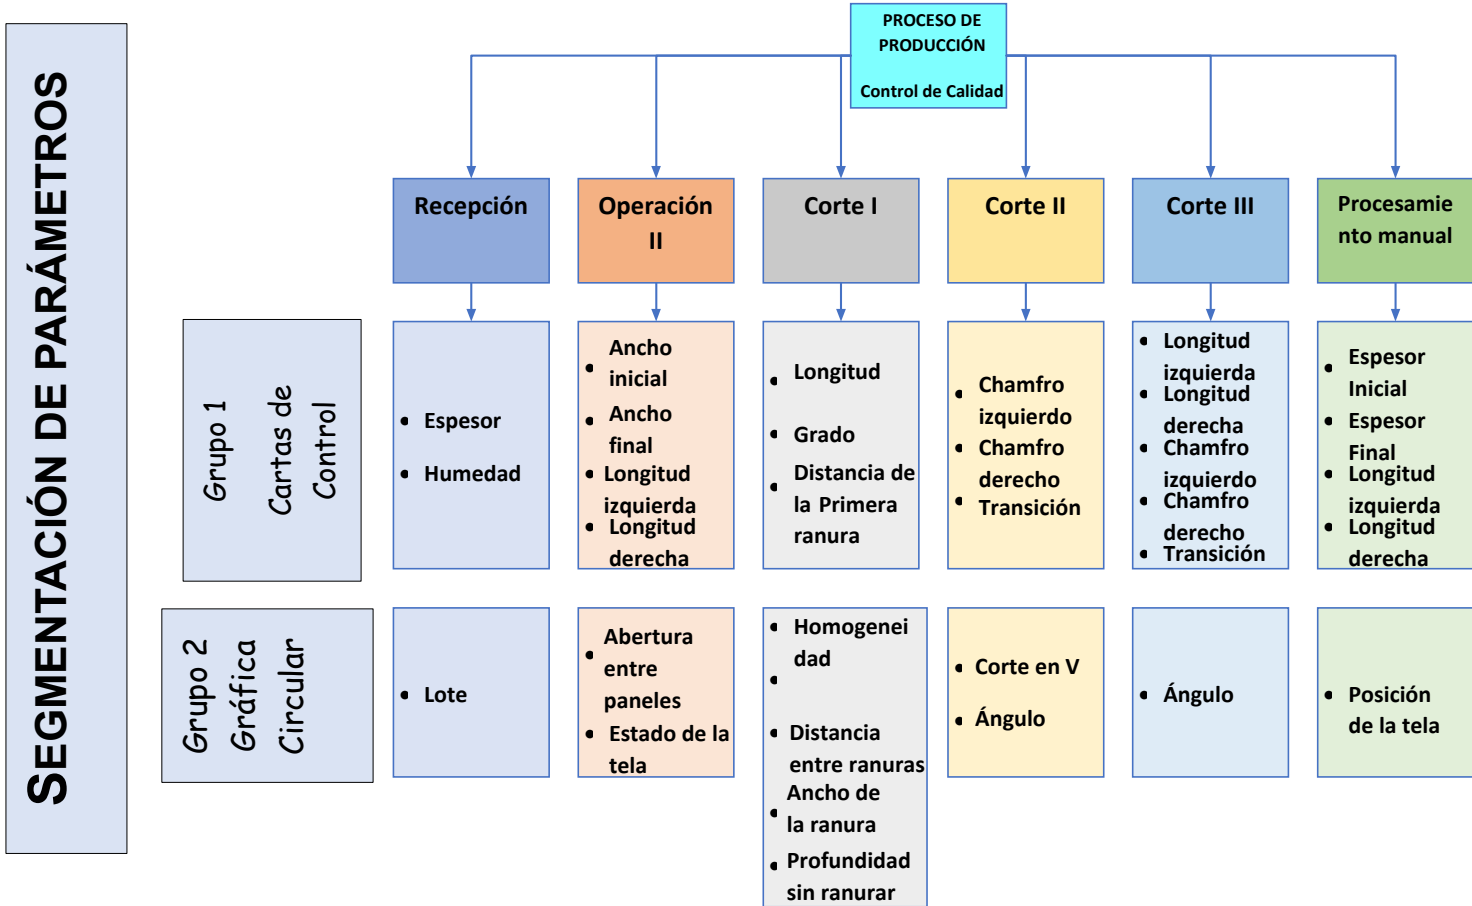 SEGMENTACIÓN DE PARÁMETROS
PROCESO DE
PRODUCCIÓN
Control de Calidad
Recepción
Operación
II
Corte I
Corte II
Corte III
Procesamie
nto manual
Grupo 1
Cartas de
Control
• Espesor
• Humedad
• Ancho
inicial
• Ancho
final
• Longitud
izquierda
• Longitud
derecha
• Longitud
• Grado
• Distancia de
la Primera
ranura
• Chamfro
izquierdo
• Chamfro
derecho
• Transición
• Longitud
izquierda
• Longitud
derecha
• Chamfro
izquierdo
• Chamfro
derecho
• Transición
• Espesor
Inicial
• Espesor
Final
• Longitud
izquierda
• Longitud
derecha
Grupo 2
Gráfica
Circular
• Lote
• Abertura
entre
paneles
• Estado de la
tela
• Homogenei
dad
•
• Distancia
entre ranuras
• Ancho de
la ranura
• Profundidad
sin ranurar
• Corte en V
• Ángulo
• Ángulo
• Posición
de la tela